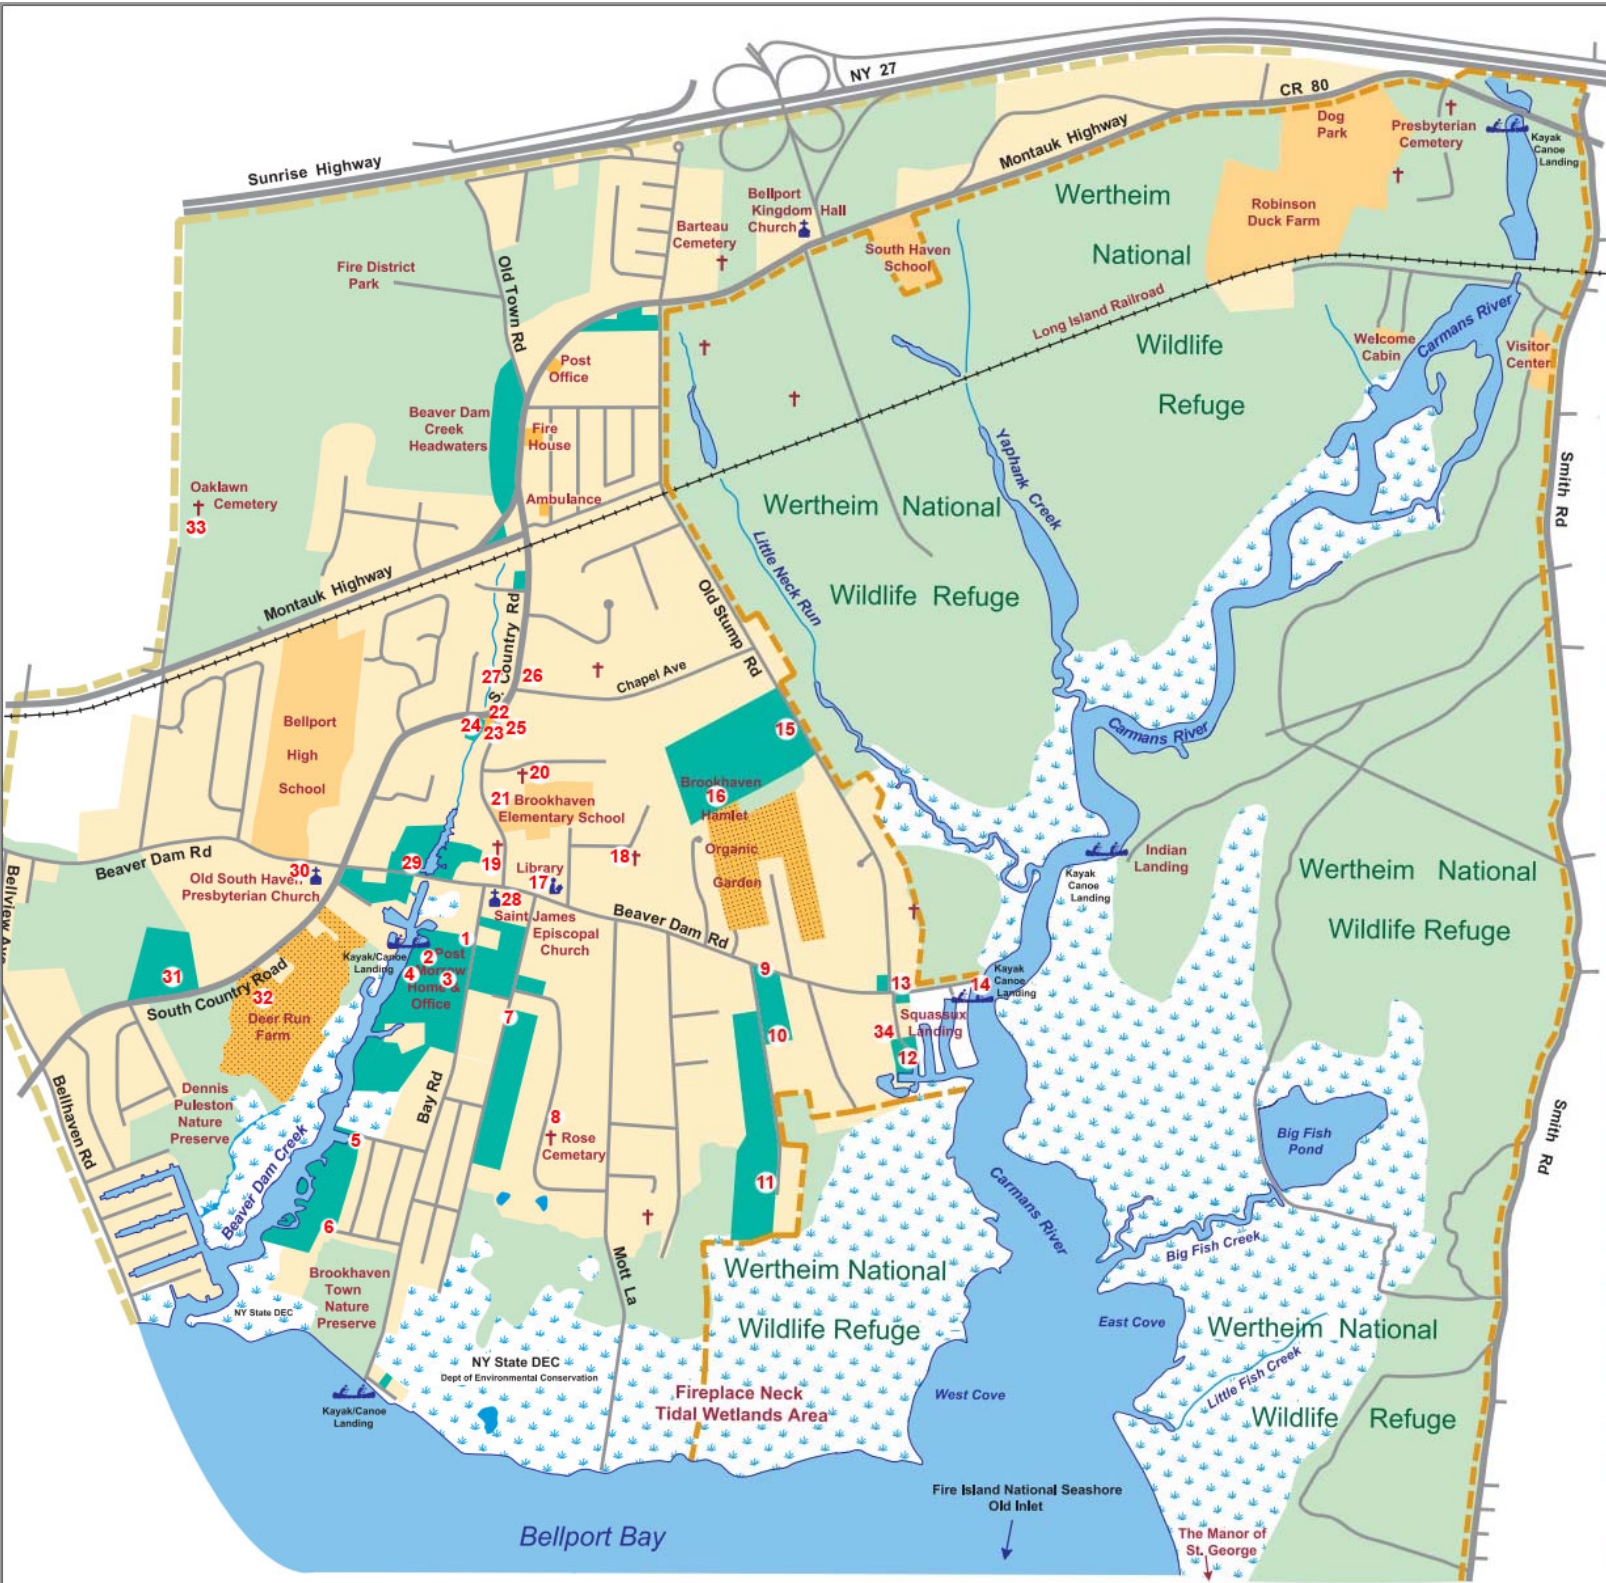 NY 27
CR 80
Sunrise Highway
Montauk Highway
Dog
Park
Presbyterian
Cemetery
Kayak
Canoe
Landing
Wertheim
National
Wildlife
Refuge
Robinson
Duck Farm
Bellport
Kingdom Hall
Church
Barteau
Cemetery
South Haven
School
Fire District
Park
Old Town Rd
Long Island Railroad
Carmans River
Welcome
Cabin
Visitor
Center
Post
Office
Beaver Dam
Creek
Headwaters
Fire
House
Ambulance
Oaklawn
Cemetery
33
Yaphank Creek
Smith Rd
Wertheim National
Wildlife Refuge
Little Neck Run
Montauk Highway
S. Country Rd
Old Stump Rd
Chapel Ave
27
26
22
24
23
25
15
Bellport
High
School
20
21
Brookhaven
Elementary School
Brookhaven
16
Hamlet
Organic
Garden
Carmans River
Indian
Landing
Kayak
Canoe
Landing
Beaver Dam Rd
Bellview Ave
30
Old South Haven
Presbyterian Church
29
19
Library
17
18
28
Saint James
Episcopal
Church
Beaver Dam Rd
Wertheim National
Wildlife Refuge
31
South Country Road
32
Deer Run
Farm
Kayak/Canoe
Landing
1
2
Post
4
Morrow
3
Home &
Office
7
9
10
13
14
Kayak
Canoe
Landing
Squassux
Landing
34
12
Bellhaven Rd
Dennis
Puleston
Nature
Preserve
Beaver Dam Creek
Bay Rd
5
6
8
Rose
Cemetary
11
Big Fish
Pond
Smith Rd
Carmans River
Big Fish Creek
Brookhaven
Town
Nature
Preserve
NY State DEC
Mott La
Wertheim National
Wildlife Refuge
East Cove
Wertheim National
Little Fish Creek
Wildlife Refuge
NY State DEC
Dept of Environmental Conservation
Fireplace Neck
Tidal Wetlands Area
West Cove
Kayak/Canoe
Landing
Fire Island National Seashore
Old Inlet
Bellport Bay
The Manor of
St. George